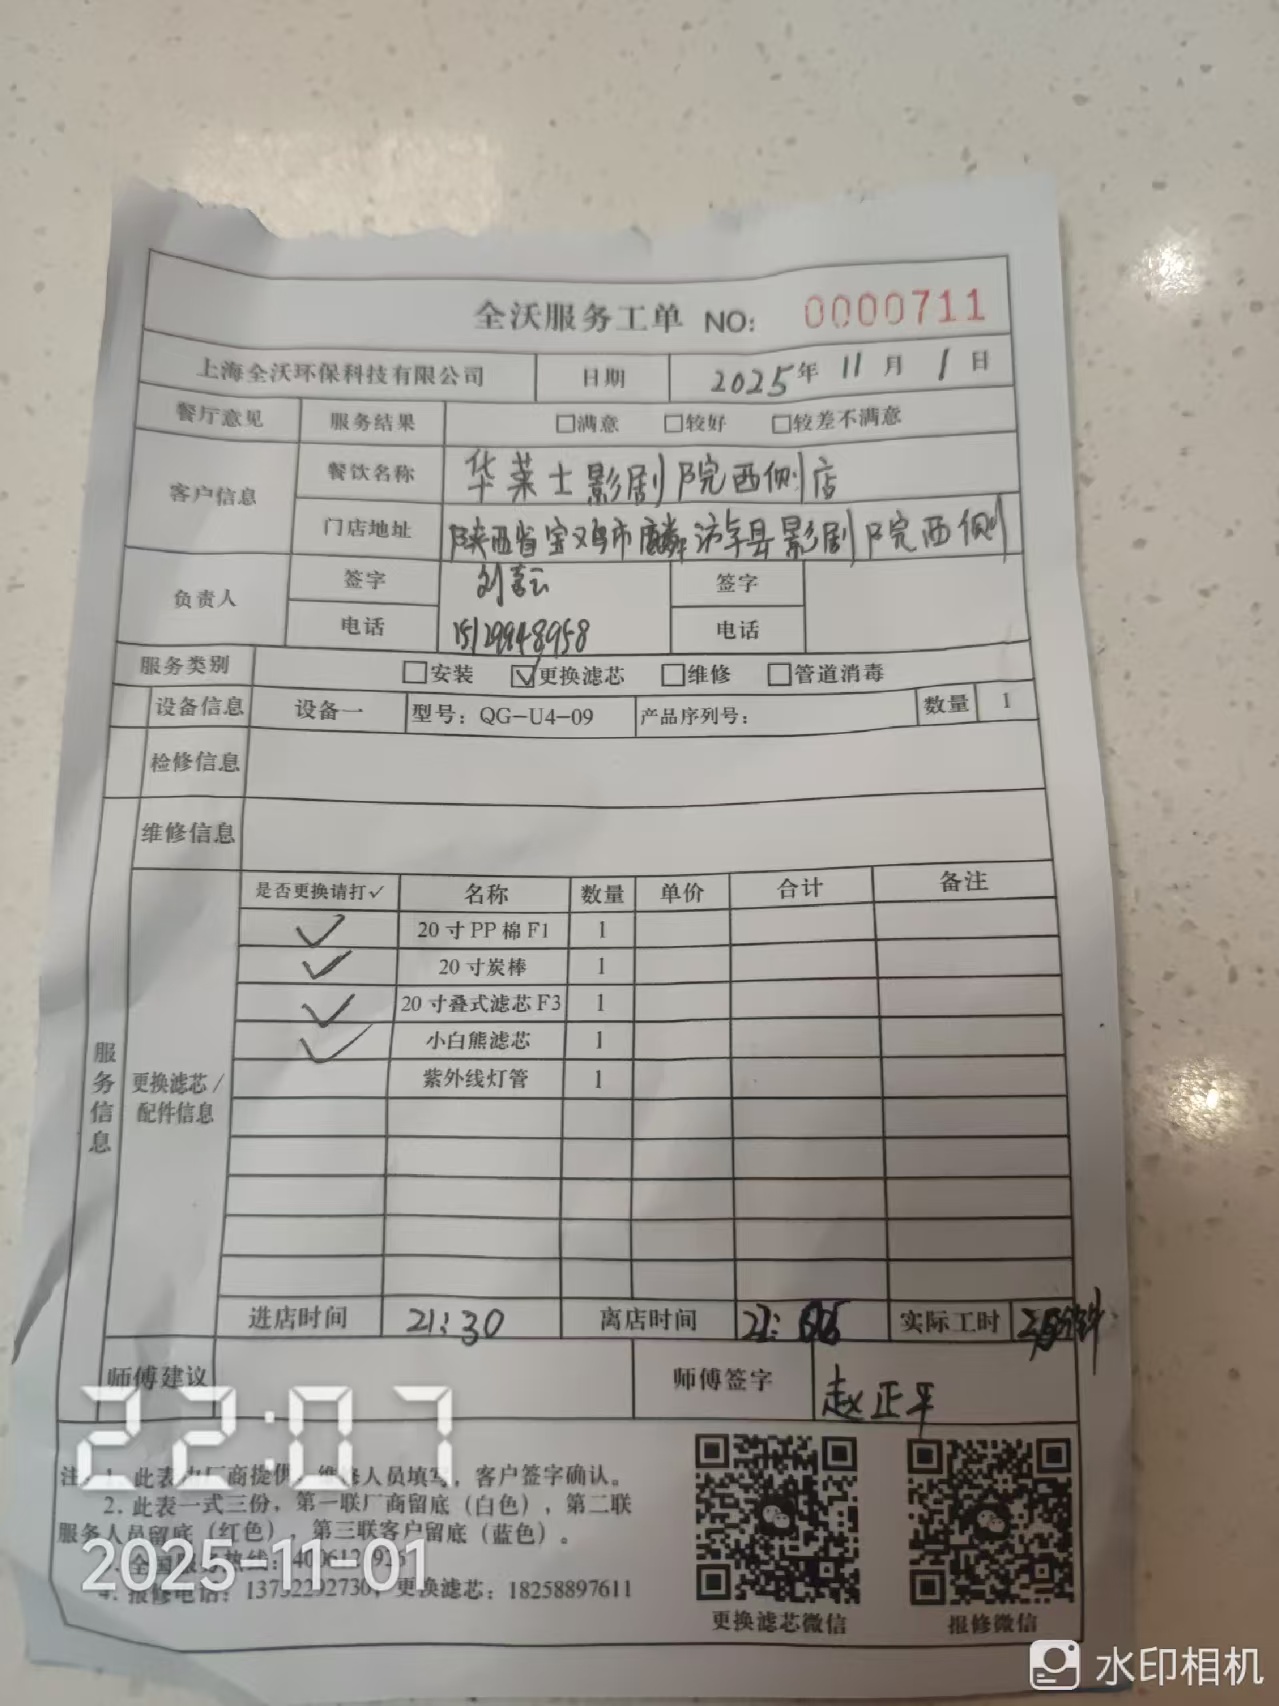 全沃服务工单 NO: 0000711
上海全沃环保科技有限公司 日期 2025年 11 月 1 日
餐厅意见 服务结果 □满意 □较好 □较差不满意
客户信息 餐饮名称 华莱士影剧院西侧店
门店地址 陕西省宝鸡市麟游县影剧院西侧
负责人 签字 签字
电话 15129948958 电话
服务类别 □安装 ☑更换滤芯 □维修 □管道消毒
设备信息 设备一 型号：QG-U4-09 产品序列号： 数量 1
检修信息
维修信息
服务信息
更换滤芯/配件信息
是否更换请打✓ 名称 数量 单价 合计 备注
✓ 20寸PP棉F1 1
✓ 20寸炭棒 1
✓ 20寸叠式滤芯F3 1
✓ 小白熊滤芯 1
紫外线灯管 1
进店时间 21:30 离店时间 22: 实际工时
师傅建议 师傅签字 赵正平
注：1. 此表由厂商提供，维修人员填写，客户签字确认。
2. 此表一式三份，第一联厂商留底（白色），第二联
服务人员留底（红色），第三联客户留底（蓝色）。
全国服务热线：
4. 报修电话： 更换滤芯：18258897611
更换滤芯微信 报修微信
22:07
2025-11-01
水印相机